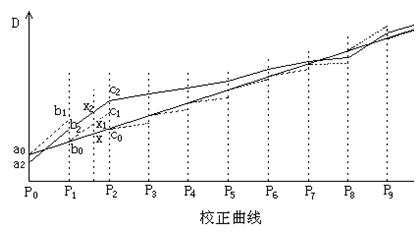 D
c₂
b₁
x₂
c₁
b₂
x₁
a₀
x
c₀
b₀
a₂
P₀ P₁ P₂ P₃ P₄ P₅ P₆ P₇ P₈ P₉
校正曲线